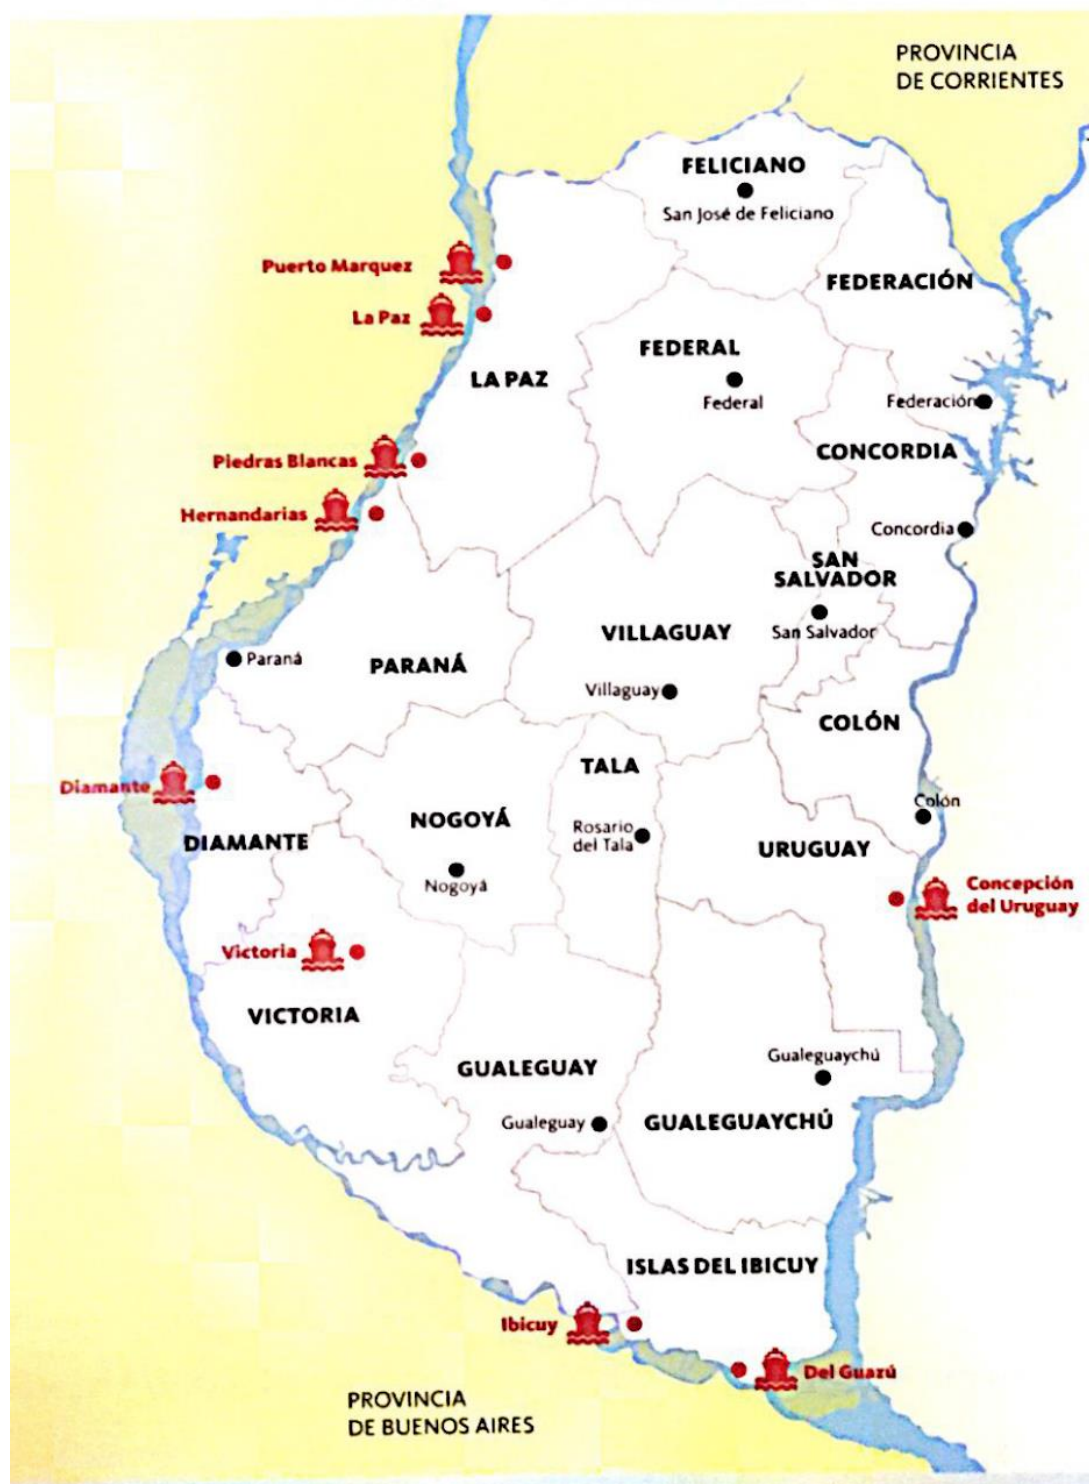 PROVINCIA
DE CORRIENTES
FELICIANO
San José de Feliciano
Puerto Marquez
FEDERACIÓN
La Paz
FEDERAL
LA PAZ
Federal
Federación
CONCORDIA
Piedras Blancas
Hernandarias
Concordia
SAN
SALVADOR
San Salvador
VILLAGUAY
Paraná
PARANÁ
Villaguay
COLÓN
TALA
Diamante
Colón
NOGOYÁ
Rosario
del Tala
DIAMANTE
URUGUAY
Nogoyá
Concepción
del Uruguay
Victoria
VICTORIA
Gualeguaychú
GUALEGUAY
Gualeguay
GUALEGUAYCHÚ
ISLAS DEL IBICUY
Ibicuy
Del Guazú
PROVINCIA
DE BUENOS AIRES